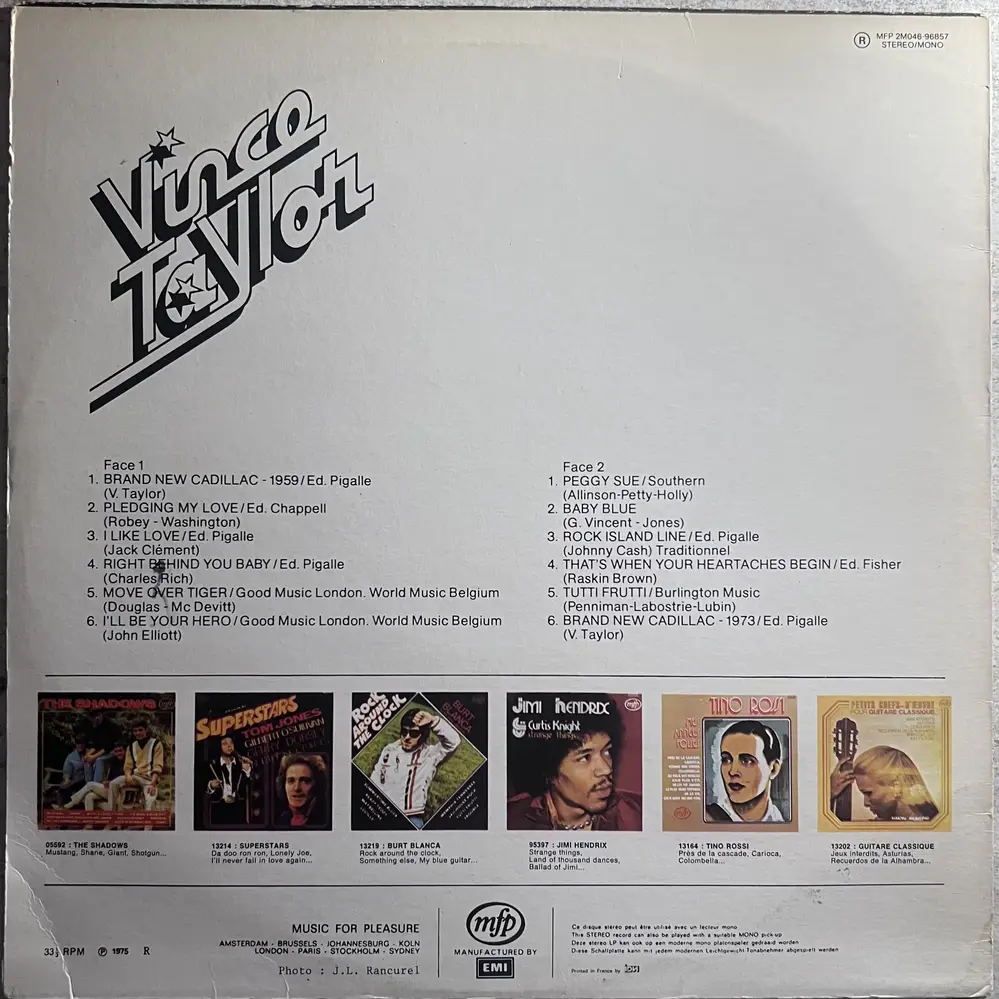 Ⓡ MFP 2M046-96857
STEREO/MONO
Vince
Taylor
Face 1
1. BRAND NEW CADILLAC - 1959/Ed. Pigalle
(V. Taylor)
2. PLEDGING MY LOVE/Ed. Chappell
(Robey - Washington)
3. I LIKE LOVE/Ed. Pigalle
(Jack Clément)
4. RIGHT BEHIND YOU BABY/Ed. Pigalle
(Charles Rich)
5. MOVE OVER TIGER/Good Music London. World Music Belgium
(Douglas - Mc Devitt)
6. I'LL BE YOUR HERO/Good Music London. World Music Belgium
(John Elliott)
Face 2
1. PEGGY SUE/Southern
(Allinson-Petty-Holly)
2. BABY BLUE
(G. Vincent - Jones)
3. ROCK ISLAND LINE/Ed. Pigalle
(Johnny Cash) Traditionnel
4. THAT'S WHEN YOUR HEARTACHES BEGIN/Ed. Fisher
(Raskin Brown)
5. TUTTI FRUTTI/Burlington Music
(Penniman-Labostrie-Lubin)
6. BRAND NEW CADILLAC - 1973/Ed. Pigalle
(V. Taylor)
THE SHADOWS
SUPERSTARS
TOM JONES
GILBERT O'SULLIVAN
ROCK
AROUND
THE
CLOCK
BURT
BLANCA
JIMI HENDRIX
Curtis Knight
strange things
mfp
TINO ROSSI
PETITS CHEFS-D'ŒUVRE
POUR GUITARE CLASSIQUE
05592 : THE SHADOWS
Mustang, Shane, Giant, Shotgun...
13214 : SUPERSTARS
Da doo ron ron, Lonely Joe,
I'll never fall in love again...
13219 : BURT BLANCA
Rock around the clock,
Something else, My blue guitar...
95397 : JIMI HENDRIX
Strange things,
Land of thousand dances,
Ballad of Jimi...
13164 : TINO ROSSI
Près de la cascade, Carioca,
Colombella...
13202 : GUITARE CLASSIQUE
Jeux interdits, Asturias,
Recuerdos de la Alhambra...
33⅓ RPM Ⓟ 1975 R
MUSIC FOR PLEASURE
AMSTERDAM - BRUSSELS - JOHANNESBURG - KOLN
LONDON - PARIS - STOCKHOLM - SYDNEY
Photo : J.L. Rancurel
mfp
MANUFACTURED BY
EMI
Ce disque stéréo peut être utilisé avec un lecteur mono.
This STEREO record can also be played with a suitable MONO pick-up
Deze stereo LP kan ook op een moderne mono platenspeler gedraaid worden
Diese Schallplatte kann mit jedem modernen Leichtgewicht-Tonarm abgespielt werden
Printed in France by